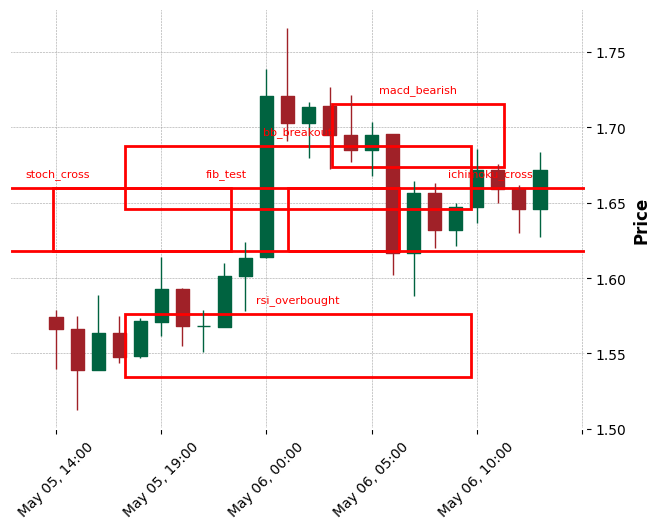 1.75
macd_bearish
1.70
stoch_cross
fib_test
1.65
Price
1.60
rsi_overbought
1.55
1.50
May 05, 14:00
May 05, 19:00
May 06, 00:00
May 06, 05:00
May 06, 10:00